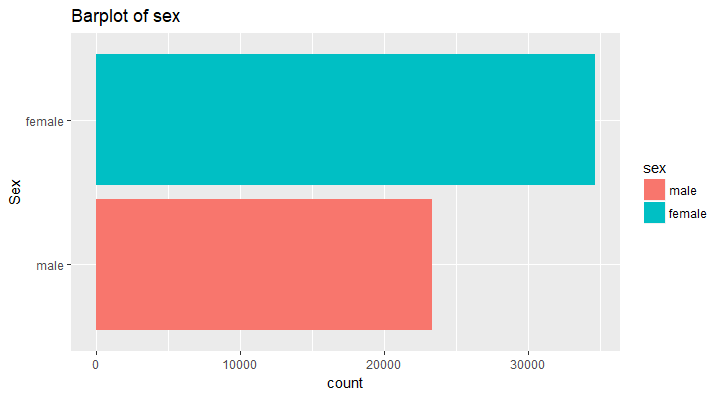 Barplot of sex
Sex
female
male
0 10000 20000 30000
count
sex
male
female